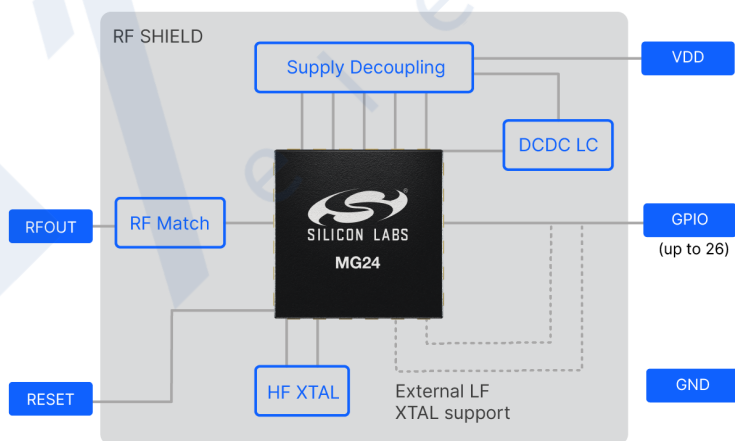 RF SHIELD
Supply Decoupling
VDD
DCDC LC
RFOUT
RF Match
SILICON LABS
MG24
GPIO
(up to 26)
RESET
HF XTAL
External LF
XTAL support
GND